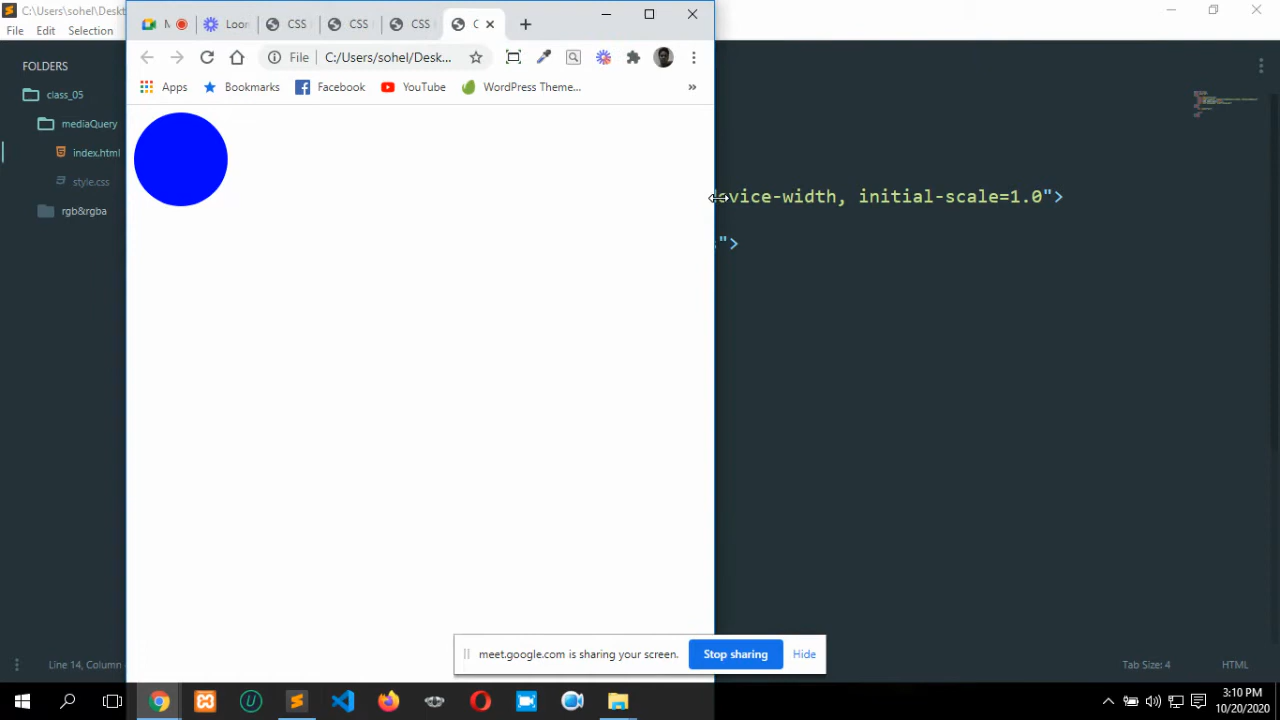 C:\Users\sohel\Deskt
File Edit Selection
FOLDERS
class_05
mediaQuery
index.html
style.css
rgb&rgba
Line 14, Column
Loon
CSS
CSS
CSS
File C:/Users/sohel/Desk...
Apps Bookmarks Facebook YouTube WordPress Theme... »
evice-width, initial-scale=1.0">
">
meet.google.com is sharing your screen. Stop sharing Hide
Tab Size: 4 HTML
3:10 PM
10/20/2020